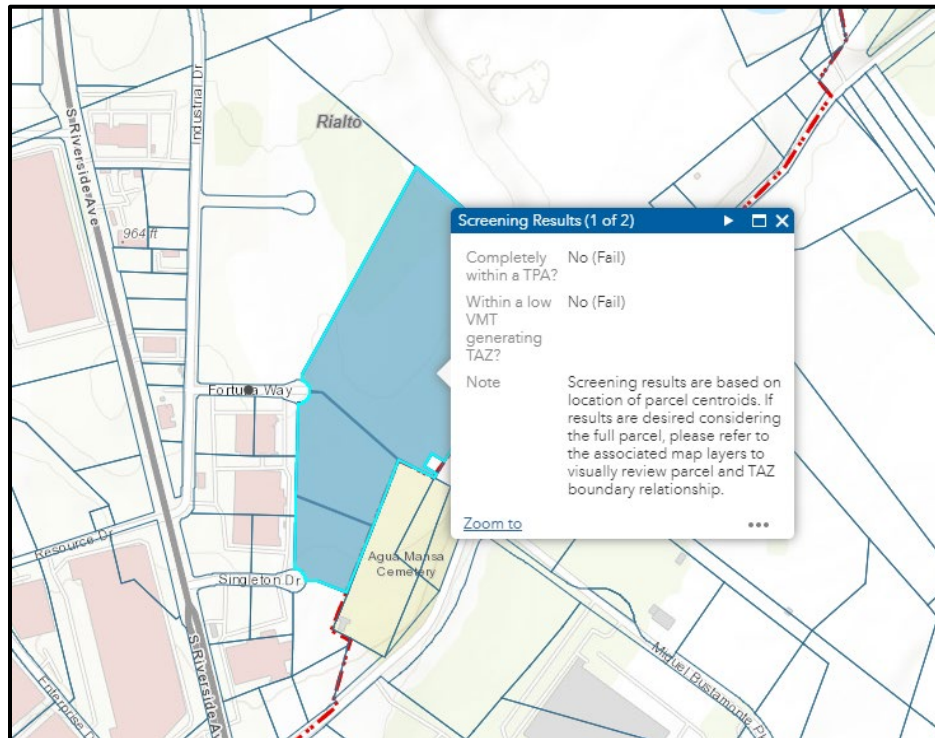 Industrial Dr
S Riverside Ave
Rialto
964 ft
Screening Results (1 of 2)
Completely within a TPA? No (Fail)
Within a low VMT generating TAZ? No (Fail)
Note Screening results are based on
location of parcel centroids. If
results are desired considering
the full parcel, please refer to
the associated map layers to
visually review parcel and TAZ
boundary relationship.
Zoom to
Fortuna Way
Resource Dr
Singleton Dr
Agua Mansa
Cemetery
S Riverside Av
Enterprise D
Miguel Bustamonte P